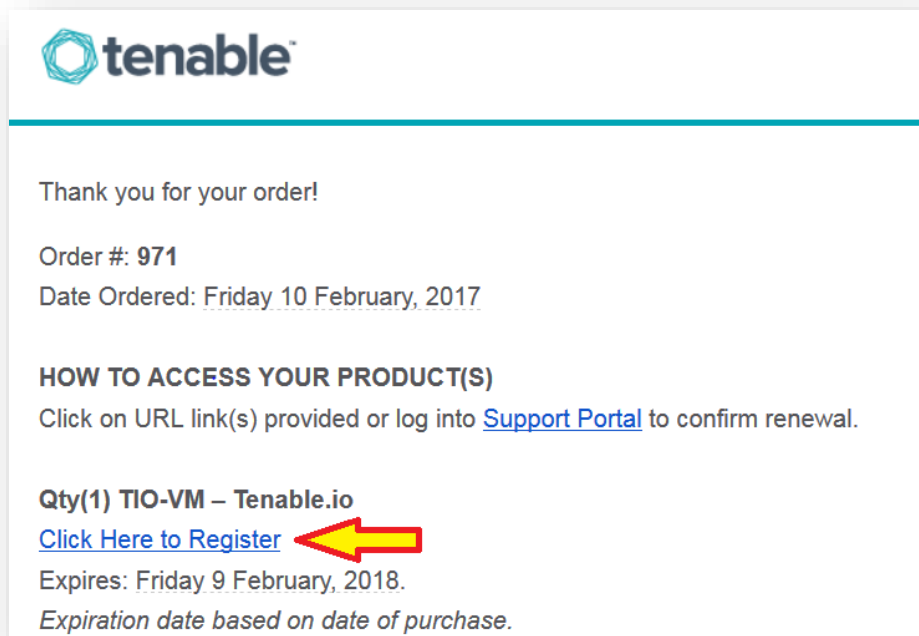 tenable™
Thank you for your order!
Order #: 971
Date Ordered: Friday 10 February, 2017
HOW TO ACCESS YOUR PRODUCT(S)
Click on URL link(s) provided or log into Support Portal to confirm renewal.
Qty(1) TIO-VM – Tenable.io
Click Here to Register
Expires: Friday 9 February, 2018.
Expiration date based on date of purchase.